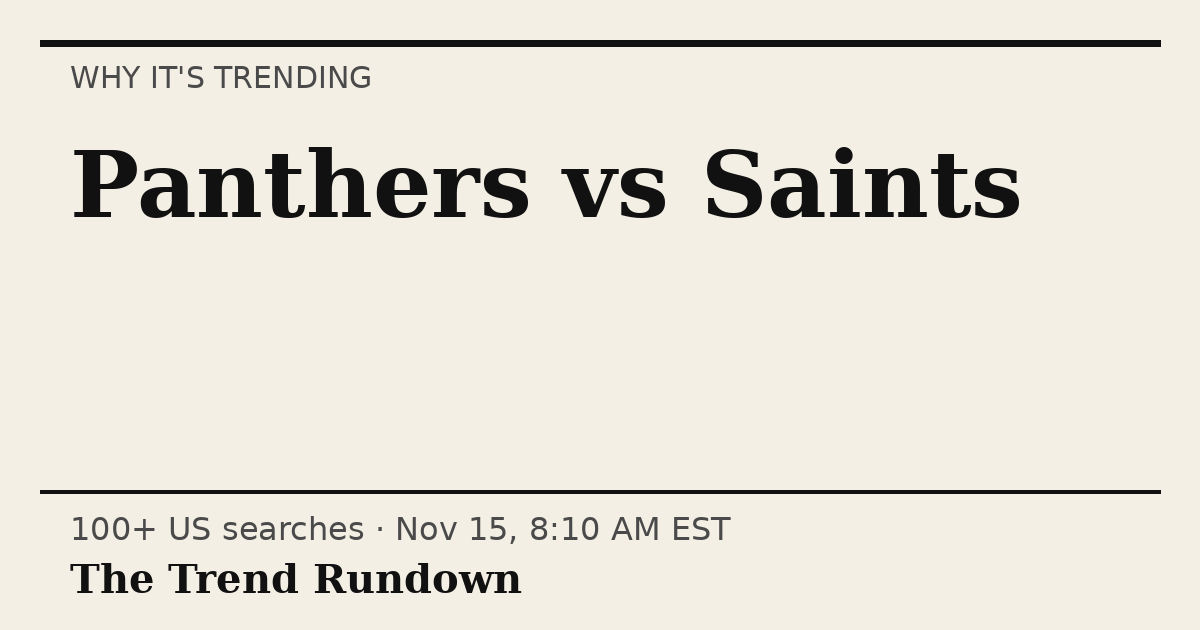 WHY IT'S TRENDING
Panthers vs Saints
100+ US searches · Nov 15, 8:10 AM EST
The Trend Rundown